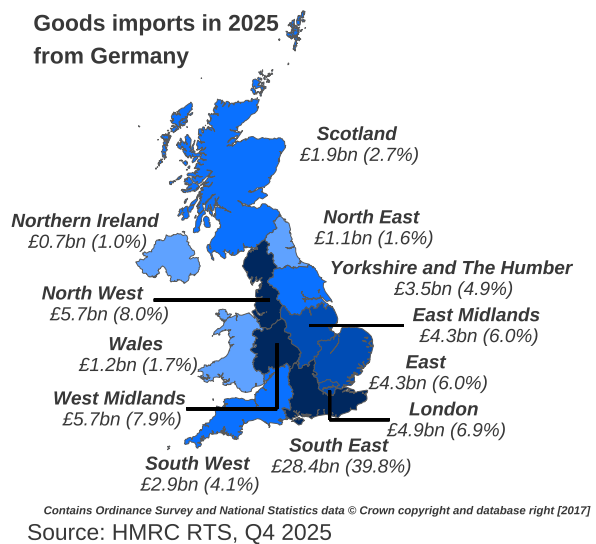 Goods imports in 2025
from Germany
Scotland
£1.9bn (2.7%)
Northern Ireland
£0.7bn (1.0%)
North East
£1.1bn (1.6%)
Yorkshire and The Humber
£3.5bn (4.9%)
North West
£5.7bn (8.0%)
East Midlands
£4.3bn (6.0%)
Wales
£1.2bn (1.7%)
East
£4.3bn (6.0%)
West Midlands
£5.7bn (7.9%)
London
£4.9bn (6.9%)
South East
£28.4bn (39.8%)
South West
£2.9bn (4.1%)
Contains Ordinance Survey and National Statistics data © Crown copyright and database right [2017]
Source: HMRC RTS, Q4 2025